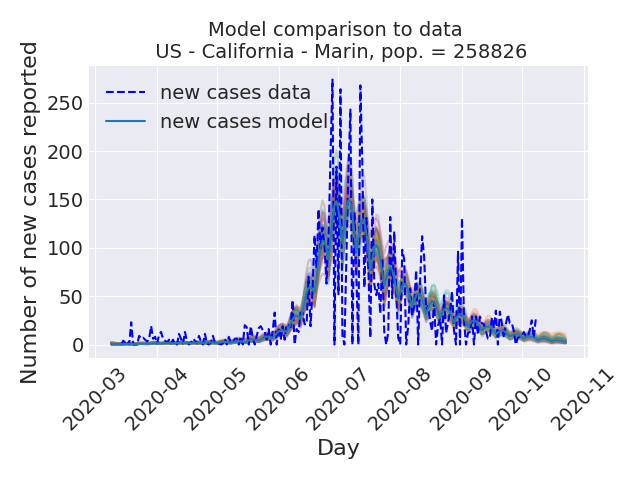 Model comparison to data
US - California - Marin, pop. = 258826
Number of new cases reported
250
200
150
100
50
0
new cases data
new cases model
2020-03
2020-04
2020-05
2020-06
2020-07
2020-08
2020-09
2020-10
2020-11
Day